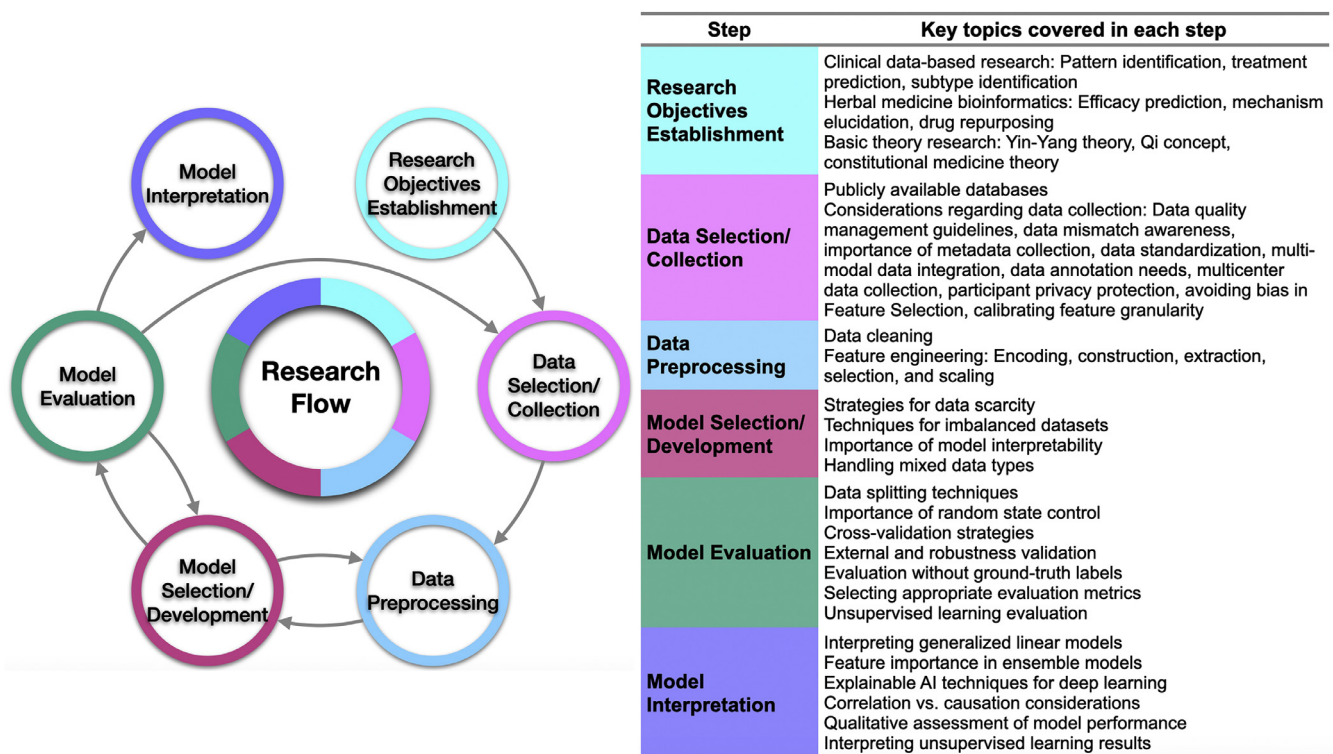 Model
Interpretation
Research
Objectives
Establishment
Model
Evaluation
Research
Flow
Data
Selection/
Collection
Model
Selection/
Development
Data
Preprocessing
Step
Key topics covered in each step
Research
Objectives
Establishment
Clinical data-based research: Pattern identification, treatment
prediction, subtype identification
Herbal medicine bioinformatics: Efficacy prediction, mechanism
elucidation, drug repurposing
Basic theory research: Yin-Yang theory, Qi concept,
constitutional medicine theory
Data Selection/
Collection
Publicly available databases
Considerations regarding data collection: Data quality
management guidelines, data mismatch awareness,
importance of metadata collection, data standardization, multi-
modal data integration, data annotation needs, multicenter
data collection, participant privacy protection, avoiding bias in
Feature Selection, calibrating feature granularity
Data
Preprocessing
Data cleaning
Feature engineering: Encoding, construction, extraction,
selection, and scaling
Model Selection/
Development
Strategies for data scarcity
Techniques for imbalanced datasets
Importance of model interpretability
Handling mixed data types
Model Evaluation
Data splitting techniques
Importance of random state control
Cross-validation strategies
External and robustness validation
Evaluation without ground-truth labels
Selecting appropriate evaluation metrics
Unsupervised learning evaluation
Model
Interpretation
Interpreting generalized linear models
Feature importance in ensemble models
Explainable AI techniques for deep learning
Correlation vs. causation considerations
Qualitative assessment of model performance
Interpreting unsupervised learning results